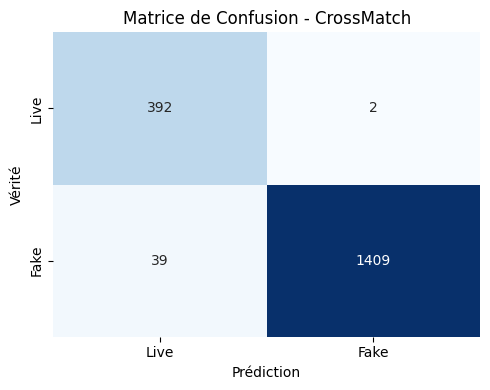 Matrice de Confusion - CrossMatch
Live
392
2
Vérité
Fake
39
1409
Live
Fake
Prédiction